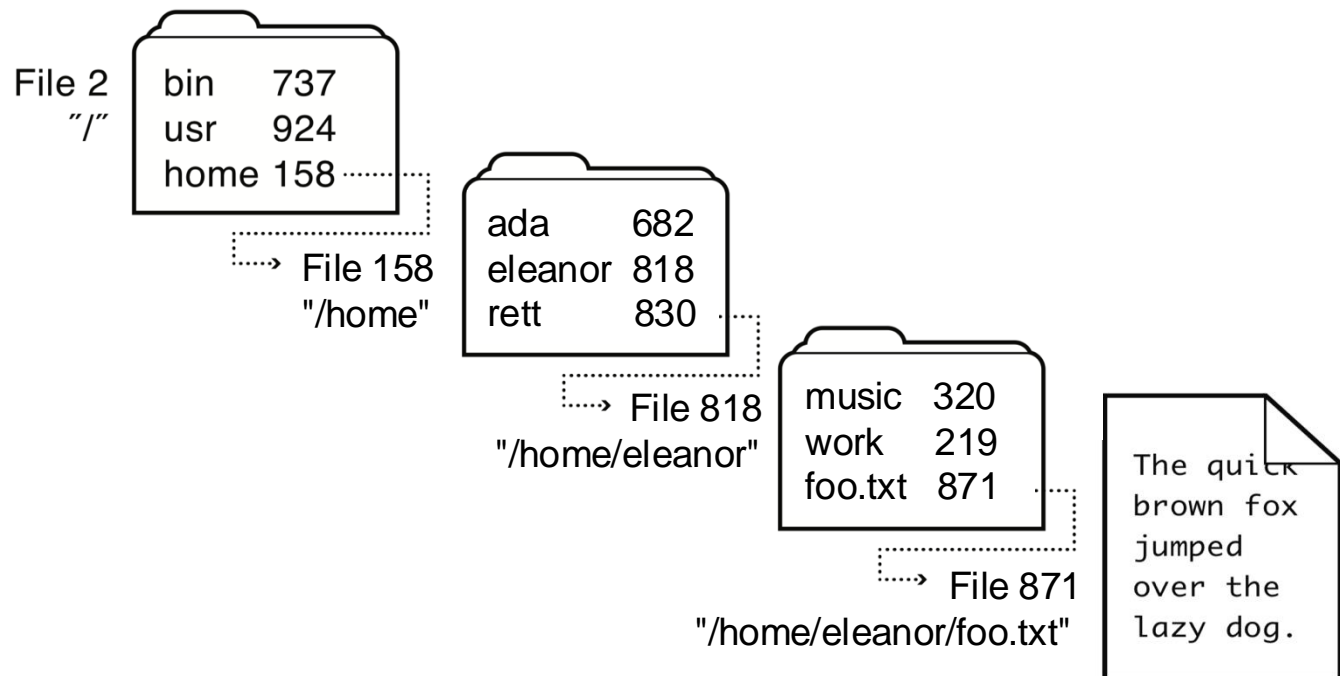 File 2
"/"
bin 737
usr 924
home 158
File 158
"/home"
ada 682
eleanor 818
rett 830
File 818
"/home/eleanor"
music 320
work 219
foo.txt 871
File 871
"/home/eleanor/foo.txt"
The quick
brown fox
jumped
over the
lazy dog.